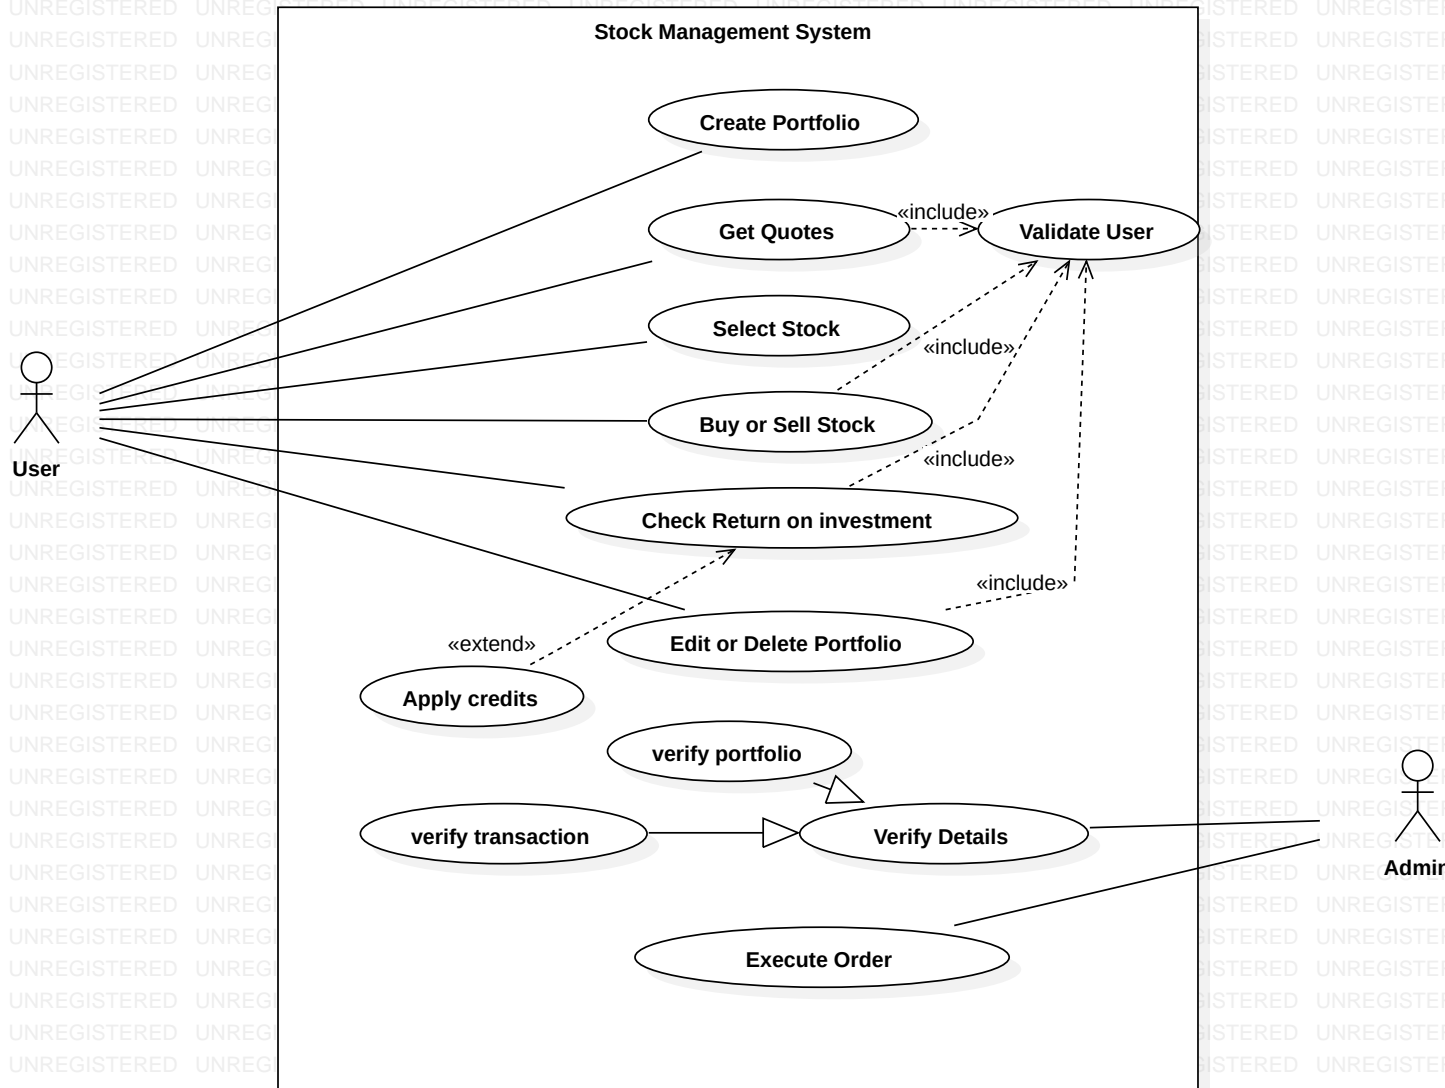 Stock Management System
Create Portfolio
Get Quotes
«include»
Validate User
Select Stock
«include»
Buy or Sell Stock
«include»
User
Check Return on investment
«include»
«extend»
Edit or Delete Portfolio
Apply credits
verify portfolio
verify transaction
Verify Details
Admin
Execute Order
UNREGISTERED